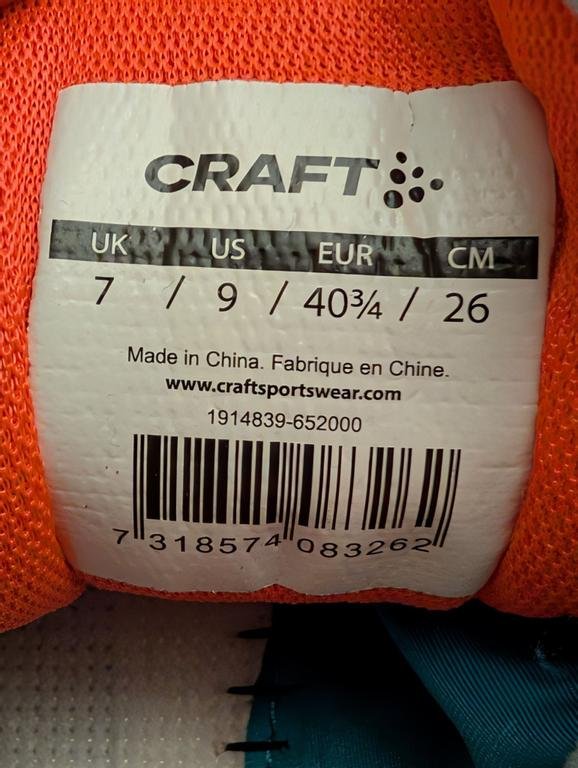 CRAFT
UK US EUR CM
7 / 9 / 40¾ / 26
Made in China. Fabrique en Chine.
www.craftsportswear.com
1914839-652000
7 318574 083262